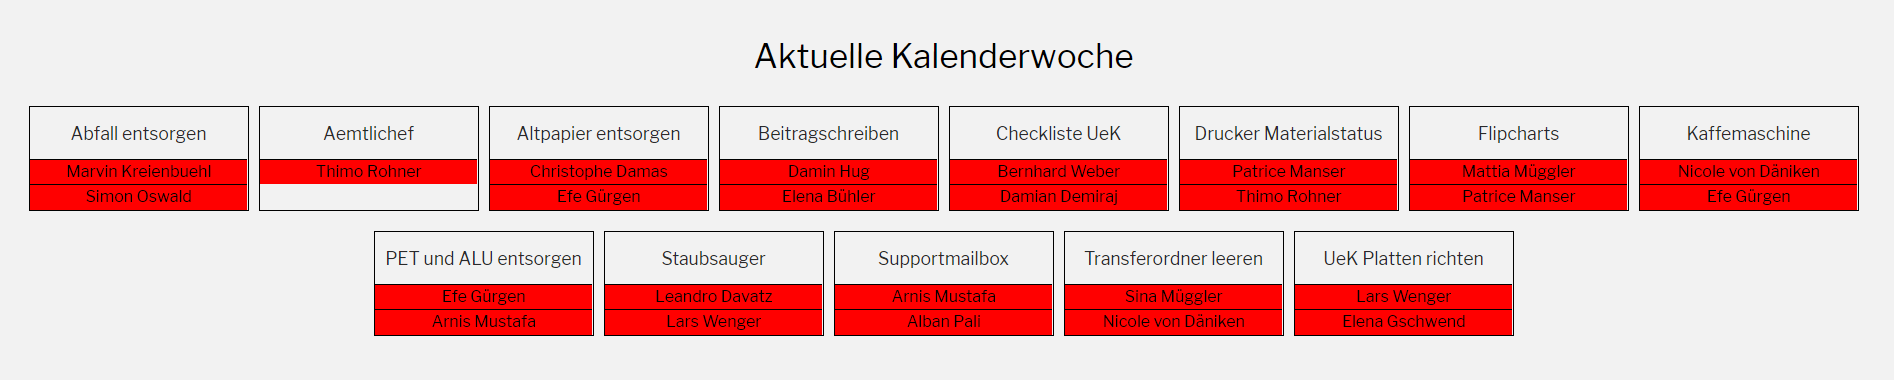 Aktuelle Kalenderwoche
Abfall entsorgen
Marvin Kreienbuehl
Simon Oswald
Aemtlichef
Thimo Rohner
Altpapier entsorgen
Christophe Damas
Efe Gürgen
Beitragschreiben
Damin Hug
Elena Bühler
Checkliste UeK
Bernhard Weber
Damian Demiraj
Drucker Materialstatus
Patrice Manser
Thimo Rohner
Flipcharts
Mattia Müggler
Patrice Manser
Kaffemaschine
Nicole von Däniken
Efe Gürgen
PET und ALU entsorgen
Efe Gürgen
Arnis Mustafa
Staubsauger
Leandro Davatz
Lars Wenger
Supportmailbox
Arnis Mustafa
Alban Pali
Transferordner leeren
Sina Müggler
Nicole von Däniken
UeK Platten richten
Lars Wenger
Elena Gschwend